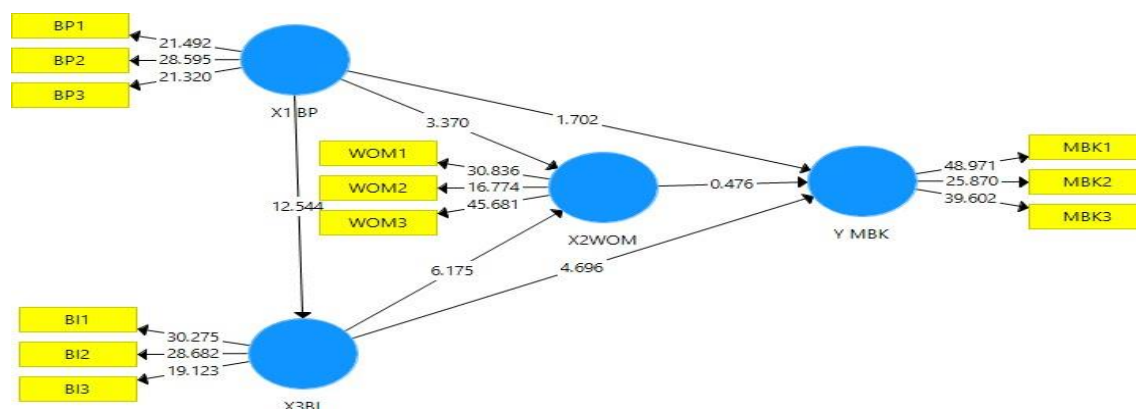 BP1
21.492
BP2
28.595
BP3
21.320
X1 BP
3.370
1.702
WOM1
30.836
WOM2
16.774
WOM3
45.681
X2WOM
0.476
MBK1
48.971
MBK2
25.870
MBK3
39.602
Y MBK
12.544
6.175
4.696
BI1
30.275
BI2
28.682
BI3
19.123
X3BI